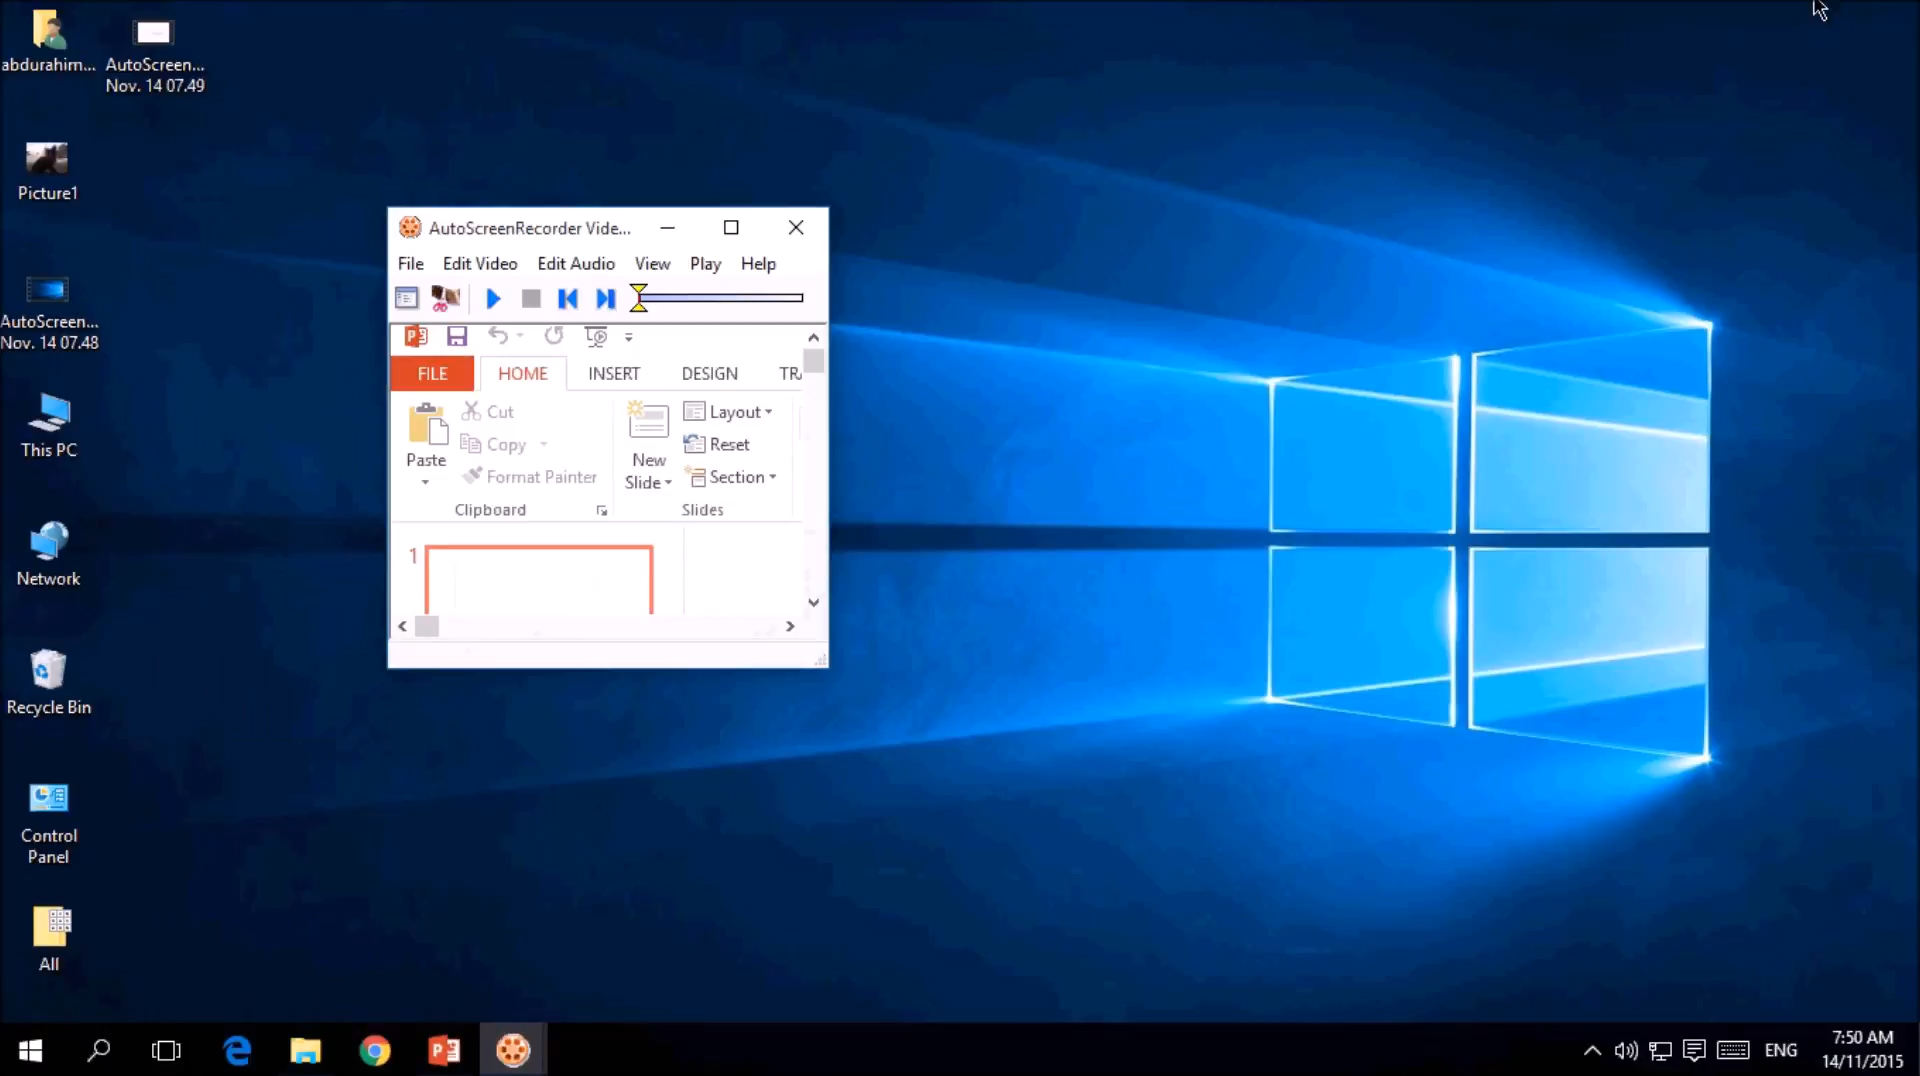 abdurahim...
AutoScreen...
Nov. 14 07.49
Picture1
AutoScreen...
Nov. 14 07.48
This PC
Network
Recycle Bin
Control
Panel
All
AutoScreenRecorder Vide...
File Edit Video Edit Audio View Play Help
FILE HOME INSERT DESIGN TRA
Paste
Cut
Copy
Format Painter
Clipboard
New
Slide
Layout
Reset
Section
Slides
1
ENG
7:50 AM
14/11/2015